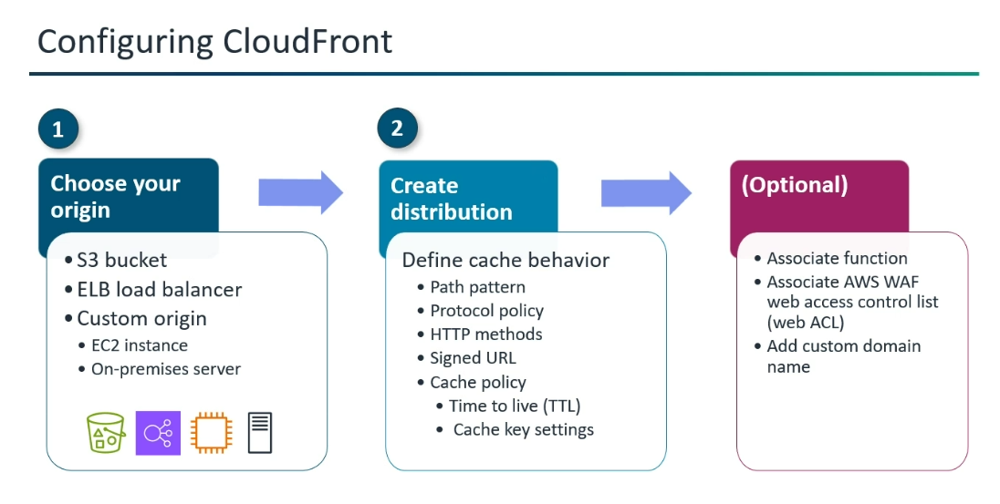 Configuring CloudFront
1
Choose your
origin
• S3 bucket
• ELB load balancer
• Custom origin
• EC2 instance
• On-premises server
2
Create
distribution
Define cache behavior
• Path pattern
• Protocol policy
• HTTP methods
• Signed URL
• Cache policy
• Time to live (TTL)
• Cache key settings
(Optional)
• Associate function
• Associate AWS WAF
web access control list
(web ACL)
• Add custom domain
name